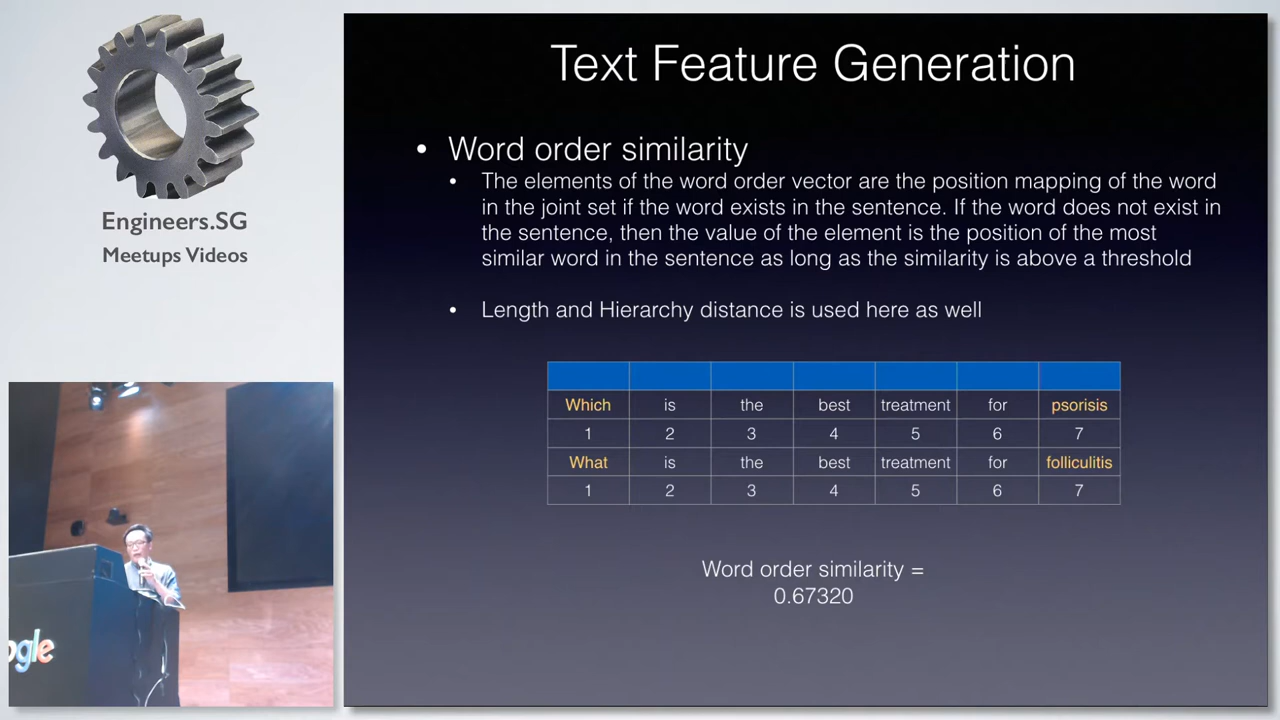 Text Feature Generation
• Word order similarity
• The elements of the word order vector are the position mapping of the word
in the joint set if the word exists in the sentence. If the word does not exist in
the sentence, then the value of the element is the position of the most
similar word in the sentence as long as the similarity is above a threshold
• Length and Hierarchy distance is used here as well
Which is the best treatment for psorisis
1 2 3 4 5 6 7
What is the best treatment for folliculitis
1 2 3 4 5 6 7
Word order similarity =
0.67320
Engineers.SG
Meetups Videos
ogle